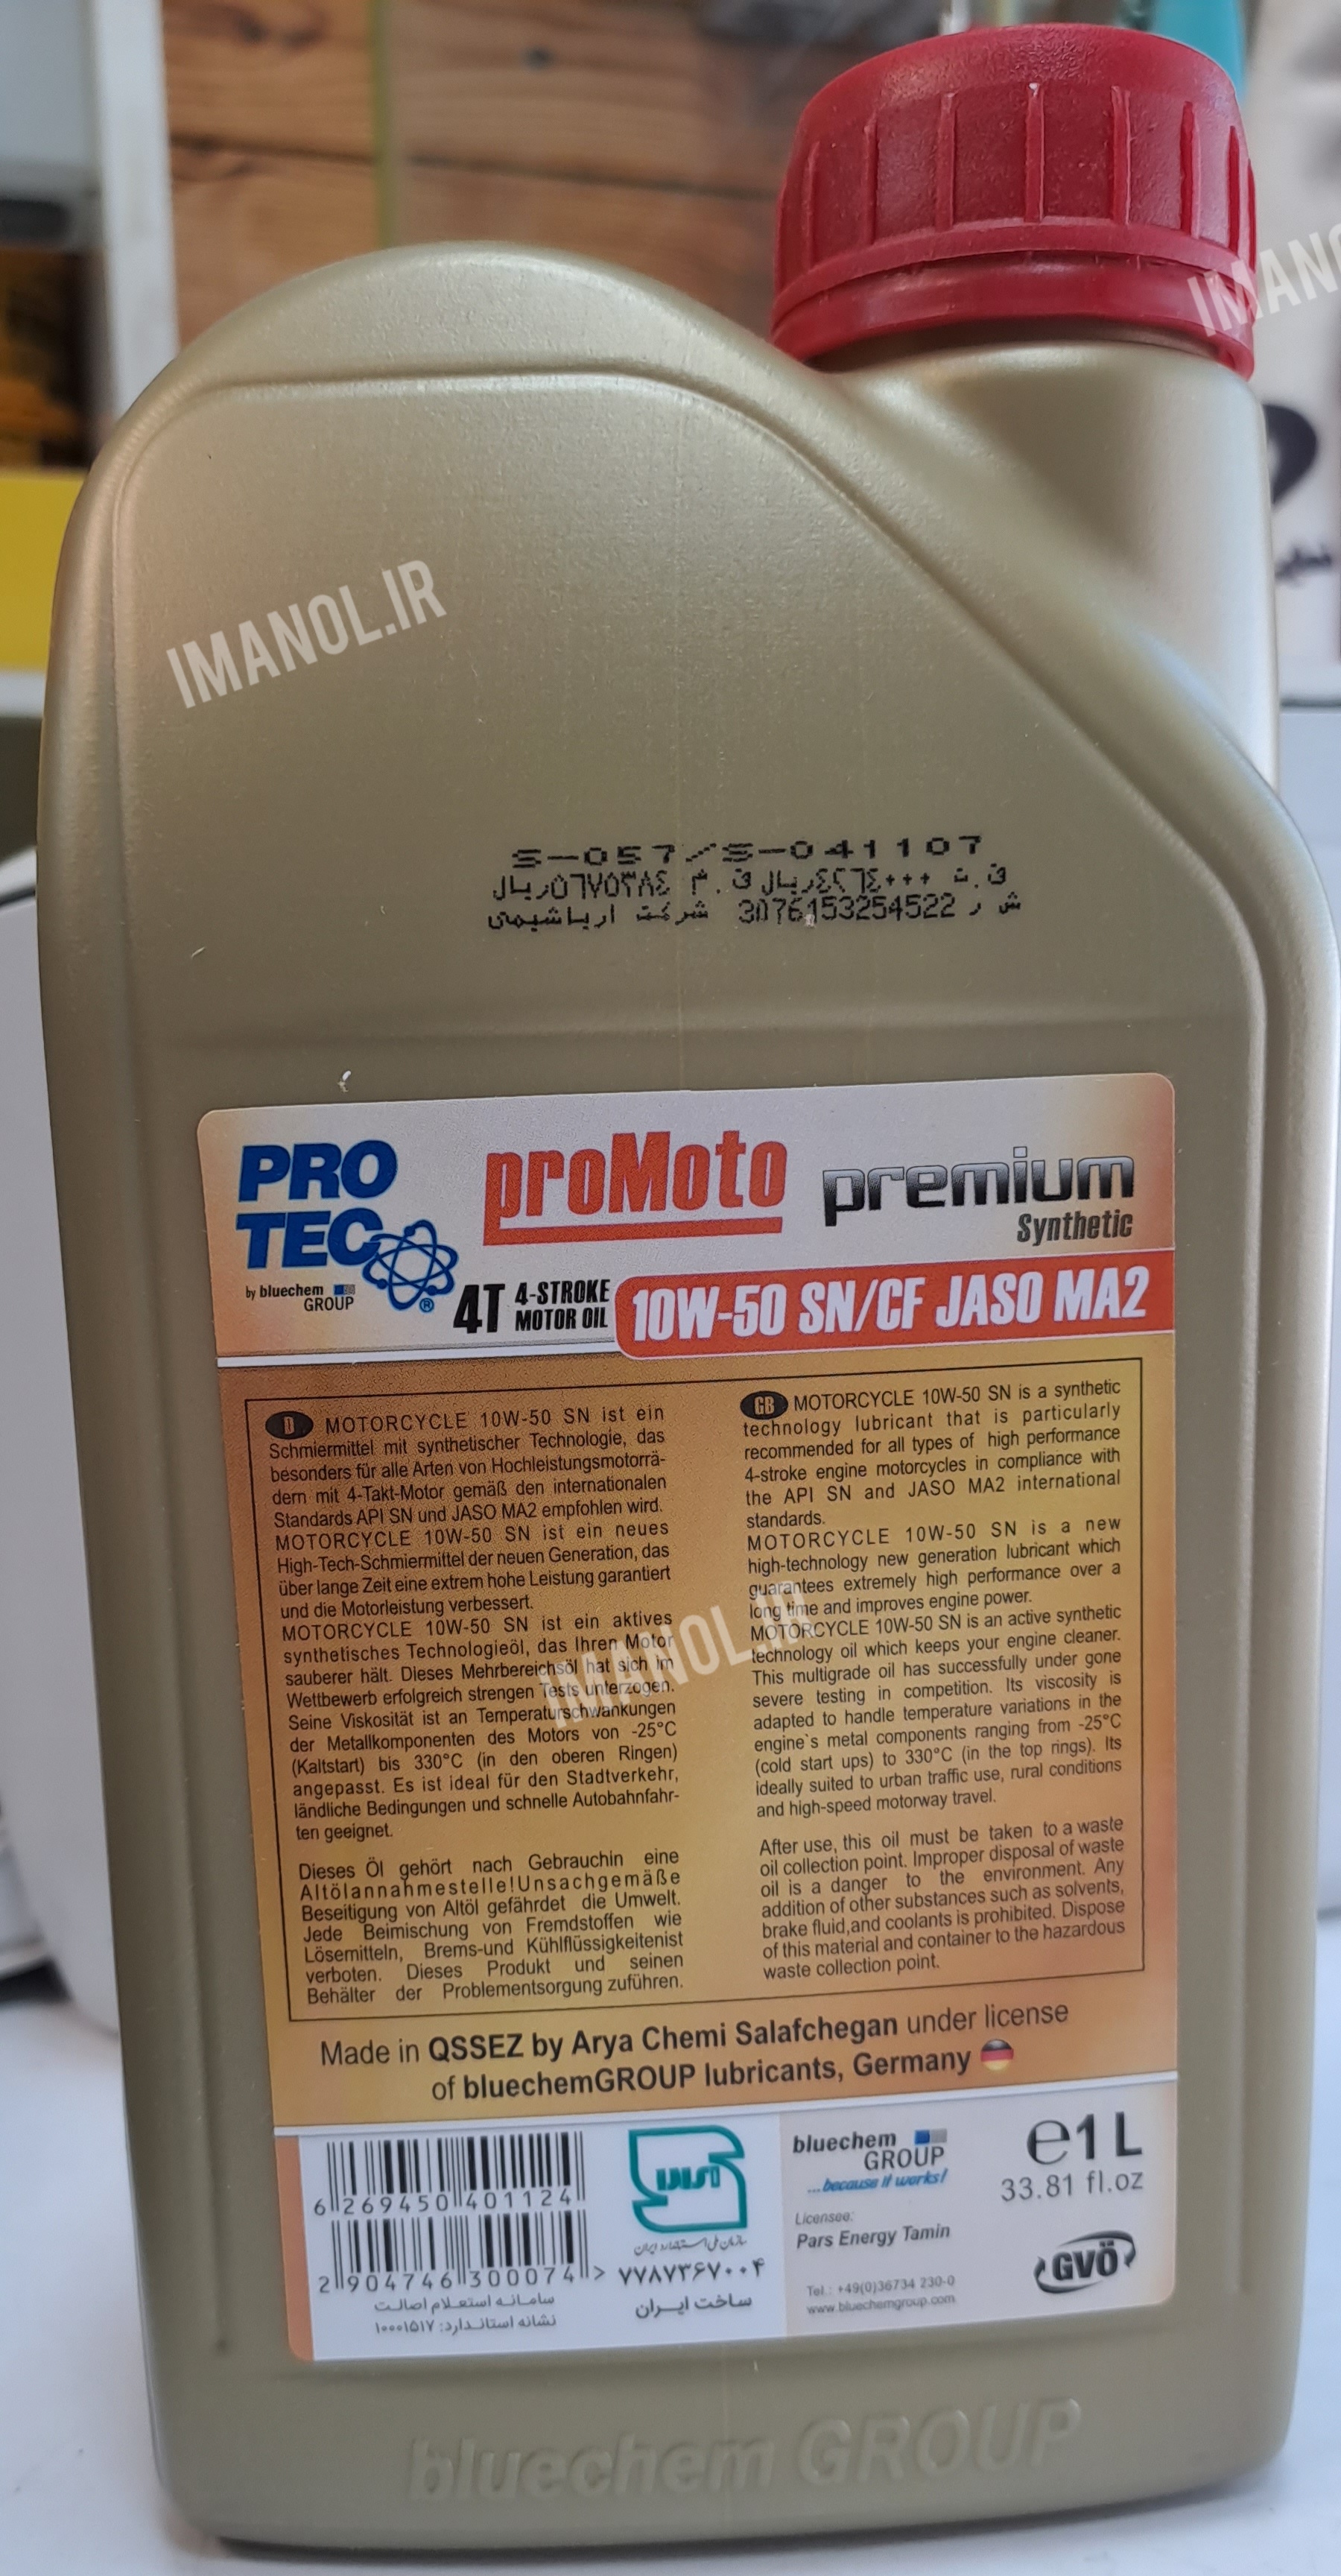 IMANOL.IR
S-057/S-041107
ش ر 3076153254522 شرکت اریاشیمی
PRO
TEC
by bluechem
GROUP
proMoto
premium
Synthetic
4T 4-STROKE
MOTOR OIL
10W-50 SN/CF JASO MA2
D MOTORCYCLE 10W-50 SN ist ein
Schmiermittel mit synthetischer Technologie, das
besonders für alle Arten von Hochleistungsmotorrä-
dern mit 4-Takt-Motor gemäß den internationalen
Standards API SN und JASO MA2 empfohlen wird.
MOTORCYCLE 10W-50 SN ist ein neues
High-Tech-Schmiermittel der neuen Generation, das
über lange Zeit eine extrem hohe Leistung garantiert
und die Motorleistung verbessert.
MOTORCYCLE 10W-50 SN ist ein aktives
synthetisches Technologieöl, das Ihren Motor
sauberer hält. Dieses Mehrbereichsöl hat sich Im
Wettbewerb erfolgreich strengen Tests unterzogen.
Seine Viskosität ist an Temperaturschwankungen
der Metallkomponenten des Motors von -25°C
(Kaltstart) bis 330°C (in den oberen Ringen)
angepasst. Es ist ideal für den Stadtverkehr,
ländliche Bedingungen und schnelle Autobahnfahr-
ten geeignet.
Dieses Öl gehört nach Gebrauchin eine
Altölannahmestelle!Unsachgemäße
Beseitigung von Altöl gefährdet die Umwelt.
Jede Beimischung von Fremdstoffen wie
Lösemitteln, Brems-und Kühlflüssigkeitenist
verboten. Dieses Produkt und seinen
Behälter der Problementsorgung zuführen.
GB MOTORCYCLE 10W-50 SN is a synthetic
technology lubricant that is particularly
recommended for all types of high performance
4-stroke engine motorcycles in compliance with
the API SN and JASO MA2 international
standards.
MOTORCYCLE 10W-50 SN is a new
high-technology new generation lubricant which
guarantees extremely high performance over a
long time and improves engine power.
MOTORCYCLE 10W-50 SN is an active synthetic
technology oil which keeps your engine cleaner.
This multigrade oil has successfully under gone
severe testing in competition. Its viscosity is
adapted to handle temperature variations in the
engine`s metal components ranging from -25°C
(cold start ups) to 330°C (in the top rings). Its
ideally suited to urban traffic use, rural conditions
and high-speed motorway travel.
After use, this oil must be taken to a waste
oil collection point. Improper disposal of waste
oil is a danger to the environment. Any
addition of other substances such as solvents,
brake fluid,and coolants is prohibited. Dispose
of this material and container to the hazardous
waste collection point.
IMANOL.IR
Made in QSSEZ by Arya Chemi Salafchegan under license
of bluechemGROUP lubricants, Germany
6 269450 401124
2 904746 300074 >
سامانه استعلام اصالت
نشانه استاندارد: ۱۰۰۰۱۵۱۷
سازمان ملی استاندارد ایران
۷۷۸۷۳۶۷۰۰۴
ساخت ایران
bluechem
GROUP
...because it works!
Licensee:
Pars Energy Tamin
Tel.: +49(0)36734 230-0
www.bluechemgroup.com
e1 L
33.81 fl.oz
GVÖ
bluechem GROUP